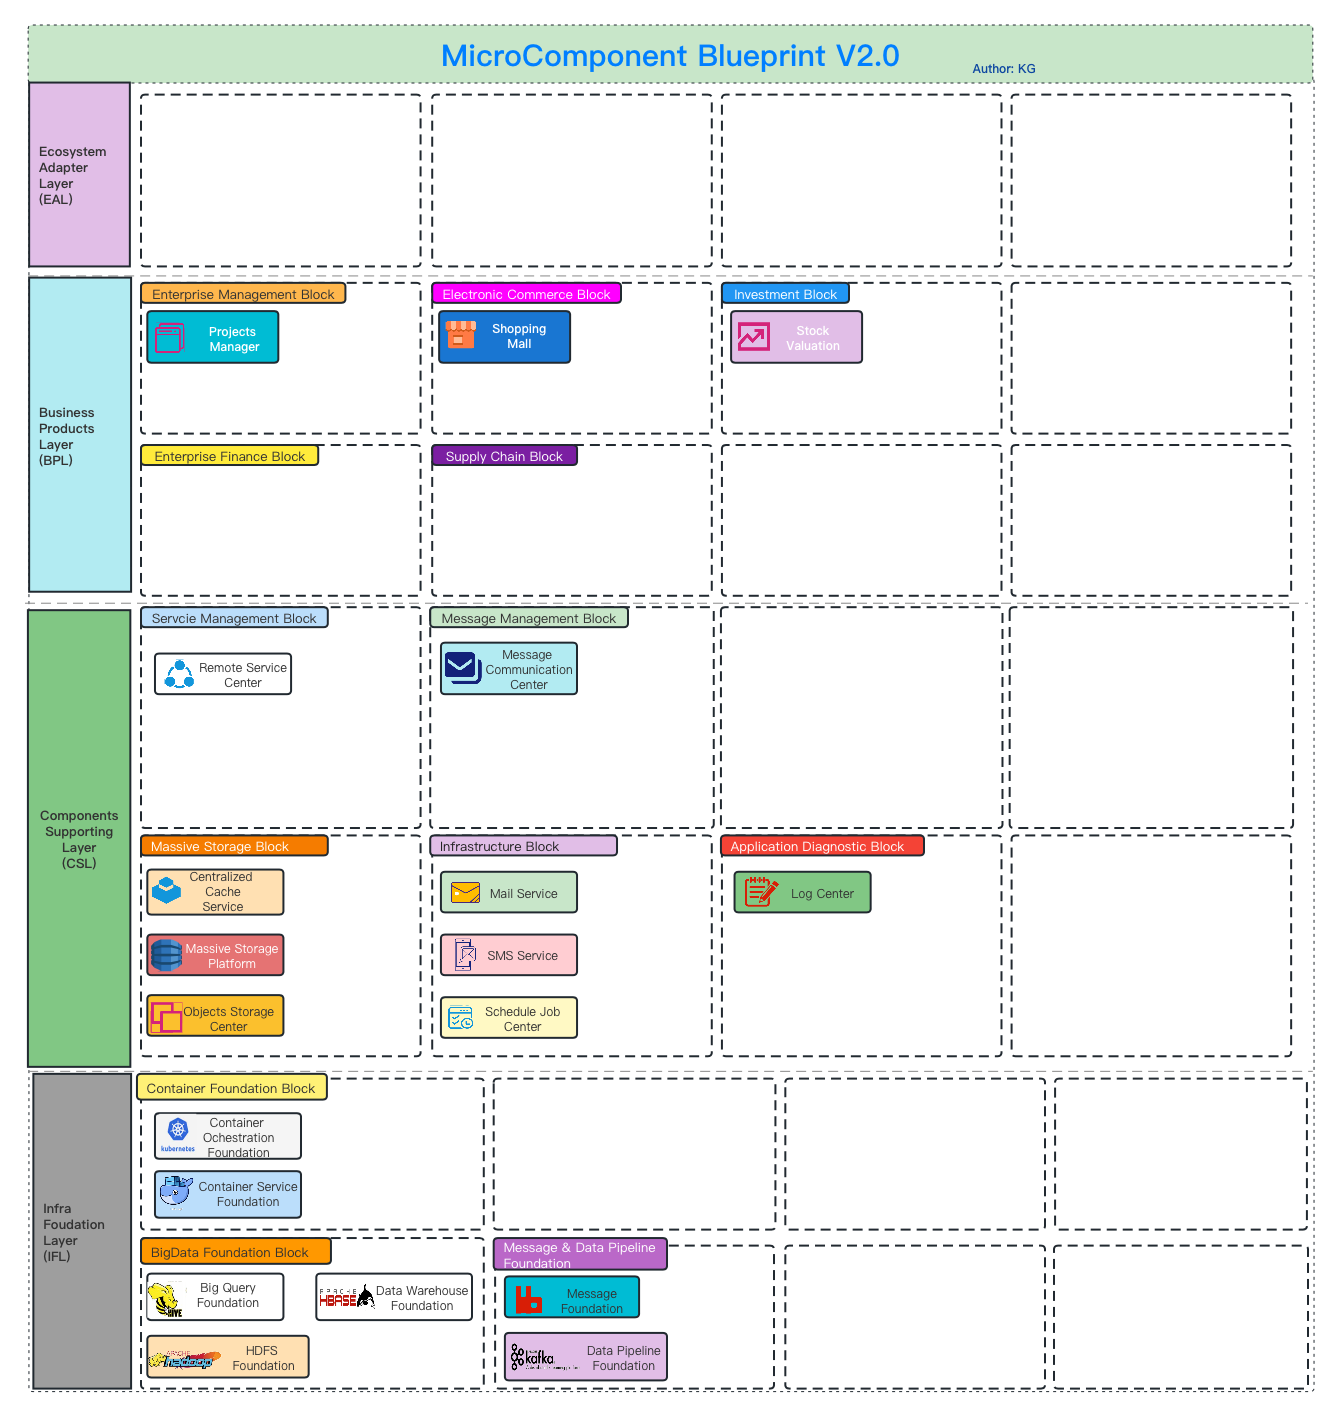 MicroComponent Blueprint V2.0
Author: KG
Ecosystem
Adapter
Layer
(EAL)
Business
Products
Layer
(BPL)
Enterprise Management Block
Projects
Manager
Electronic Commerce Block
Shopping
Mall
Investment Block
Stock
Valuation
Enterprise Finance Block
Supply Chain Block
Components
Supporting
Layer
(CSL)
Servcie Management Block
Remote Service
Center
Message Management Block
Message
Communication
Center
Massive Storage Block
Centralized
Cache
Service
Massive Storage
Platform
Objects Storage
Center
Infrastructure Block
Mail Service
SMS Service
Schedule Job
Center
Application Diagnostic Block
Log Center
Infra
Foudation
Layer
(IFL)
Container Foundation Block
kubernetes
Container
Ochestration
Foundation
Container Service
Foundation
BigData Foundation Block
HIVE
Big Query
Foundation
APACHE
HBASE
Data Warehouse
Foundation
APACHE
hadoop
HDFS
Foundation
Message & Data Pipeline
Foundation
Message
Foundation
kafka
Data Pipeline
Foundation